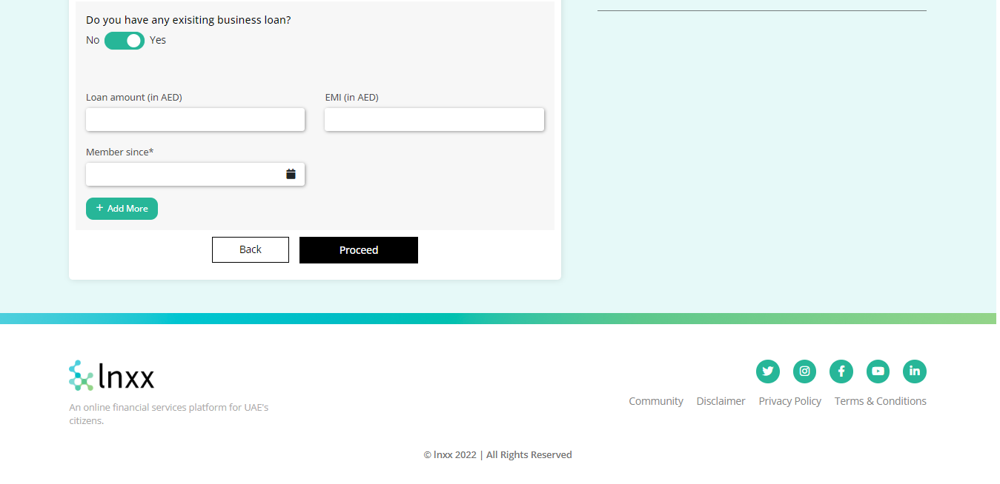 Do you have any exisiting business loan?
No Yes
Loan amount (in AED) EMI (in AED)
Member since*
+ Add More
Back Proceed
lnxx
An online financial services platform for UAE's
citizens.
Community Disclaimer Privacy Policy Terms & Conditions
© lnxx 2022 | All Rights Reserved